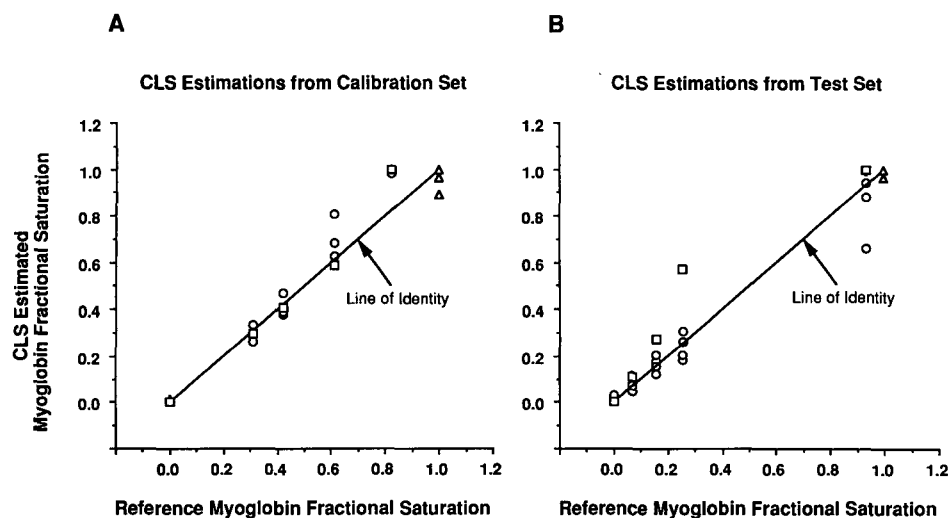 A
CLS Estimations from Calibration Set
CLS Estimated
Myoglobin Fractional Saturation
1.2
1.0
0.8
0.6
0.4
0.2
0.0
Line of Identity
0.0 0.2 0.4 0.6 0.8 1.0 1.2
Reference Myoglobin Fractional Saturation
B
CLS Estimations from Test Set
1.2
1.0
0.8
0.6
0.4
0.2
0.0
Line of Identity
0.0 0.2 0.4 0.6 0.8 1.0 1.2
Reference Myoglobin Fractional Saturation